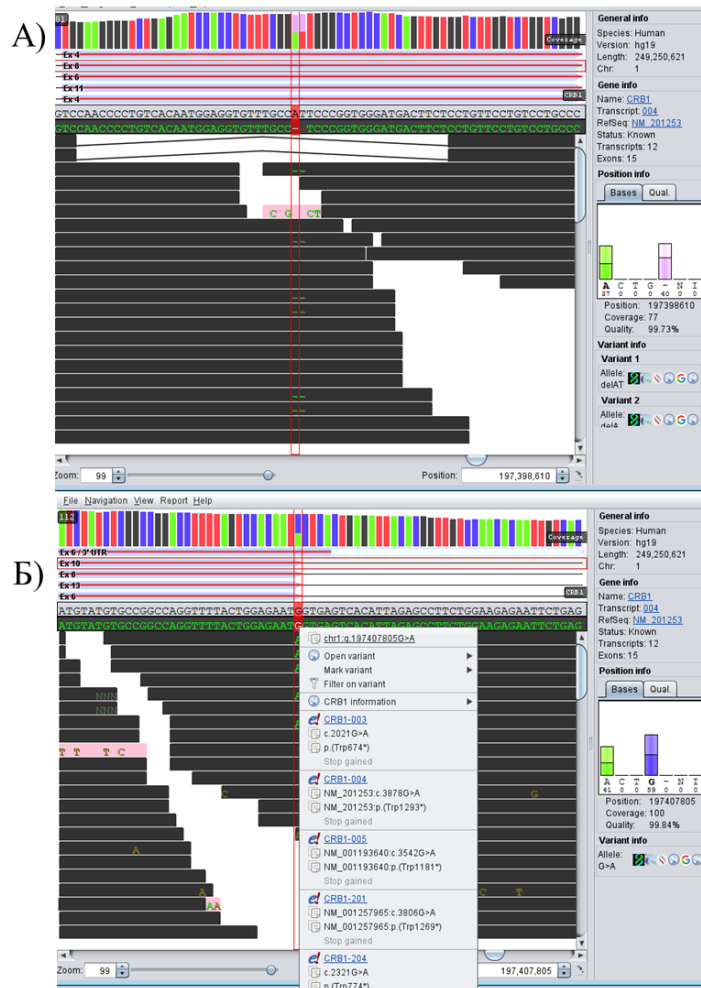 А)
81
Coverage
Ex 4
Ex 8
Ex 6
Ex 11
Ex 4
CRB1
GTCCAACCCCTGTCACAATGGAGGTGTTTGCCATTCCCGGTGGGATGACTTCTCCTGTTCCTGTCCTGCCC
GTCCAACCCCTGTCACAATGGAGGTGTTTGCC-TCCCGGTGGGATGACTTCTCCTGTTCCTGTCCTGCCC
C G CT
Zoom: 99
Position: 197,398,610
General info
Species: Human
Version: hg19
Length: 249,250,621
Chr: 1
Gene info
Name: CRB1
Transcript: 004
RefSeq: NM_201253
Status: Known
Transcripts: 12
Exons: 15
Position info
Bases Qual.
A C T G - N I
37 0 0 0 40 0 0
Position: 197398610
Coverage: 77
Quality: 99.73%
Variant info
Variant 1
Allele: delAT
Variant 2
Allele: delA
Б)
File Navigation View Report Help
112
Coverage
Ex 6 / 3' UTR
Ex 10
Ex 6
Ex 13
Ex 6
CRB1
ATGTATGTGCCGGCCAGGTTTTACTGGAGAATGGTGAGTCACATTAGAGCCTTCTGGAAGAGAATTCTGAG
ATGTATGTGCCGGCCAGGTTTTACTGGAGAATGGTGAGTCACATTAGAGCCTTCTGGAAGAGAATTCTGAG
NNN
NNN
T T T C
C
G
A
A
C T
AA
chr1:g.197407805G>A
Open variant
Mark variant
Filter on variant
CRB1 information
CRB1-003
c.2021G>A
p.(Trp674*)
Stop gained
CRB1-004
NM_201253:c.3878G>A
NM_201253:p.(Trp1293*)
Stop gained
CRB1-005
NM_001193640:c.3542G>A
NM_001193640:p.(Trp1181*)
Stop gained
CRB1-201
NM_001257965:c.3806G>A
NM_001257965:p.(Trp1269*)
Stop gained
CRB1-204
c.2321G>A
p.(Trp774*)
Zoom: 99
197,407,805
General info
Species: Human
Version: hg19
Length: 249,250,621
Chr: 1
Gene info
Name: CRB1
Transcript: 004
RefSeq: NM_201253
Status: Known
Transcripts: 12
Exons: 15
Position info
Bases Qual.
A C T G - N I
41 0 0 59 0 0 0
Position: 197407805
Coverage: 100
Quality: 99.84%
Variant info
Allele: G>A